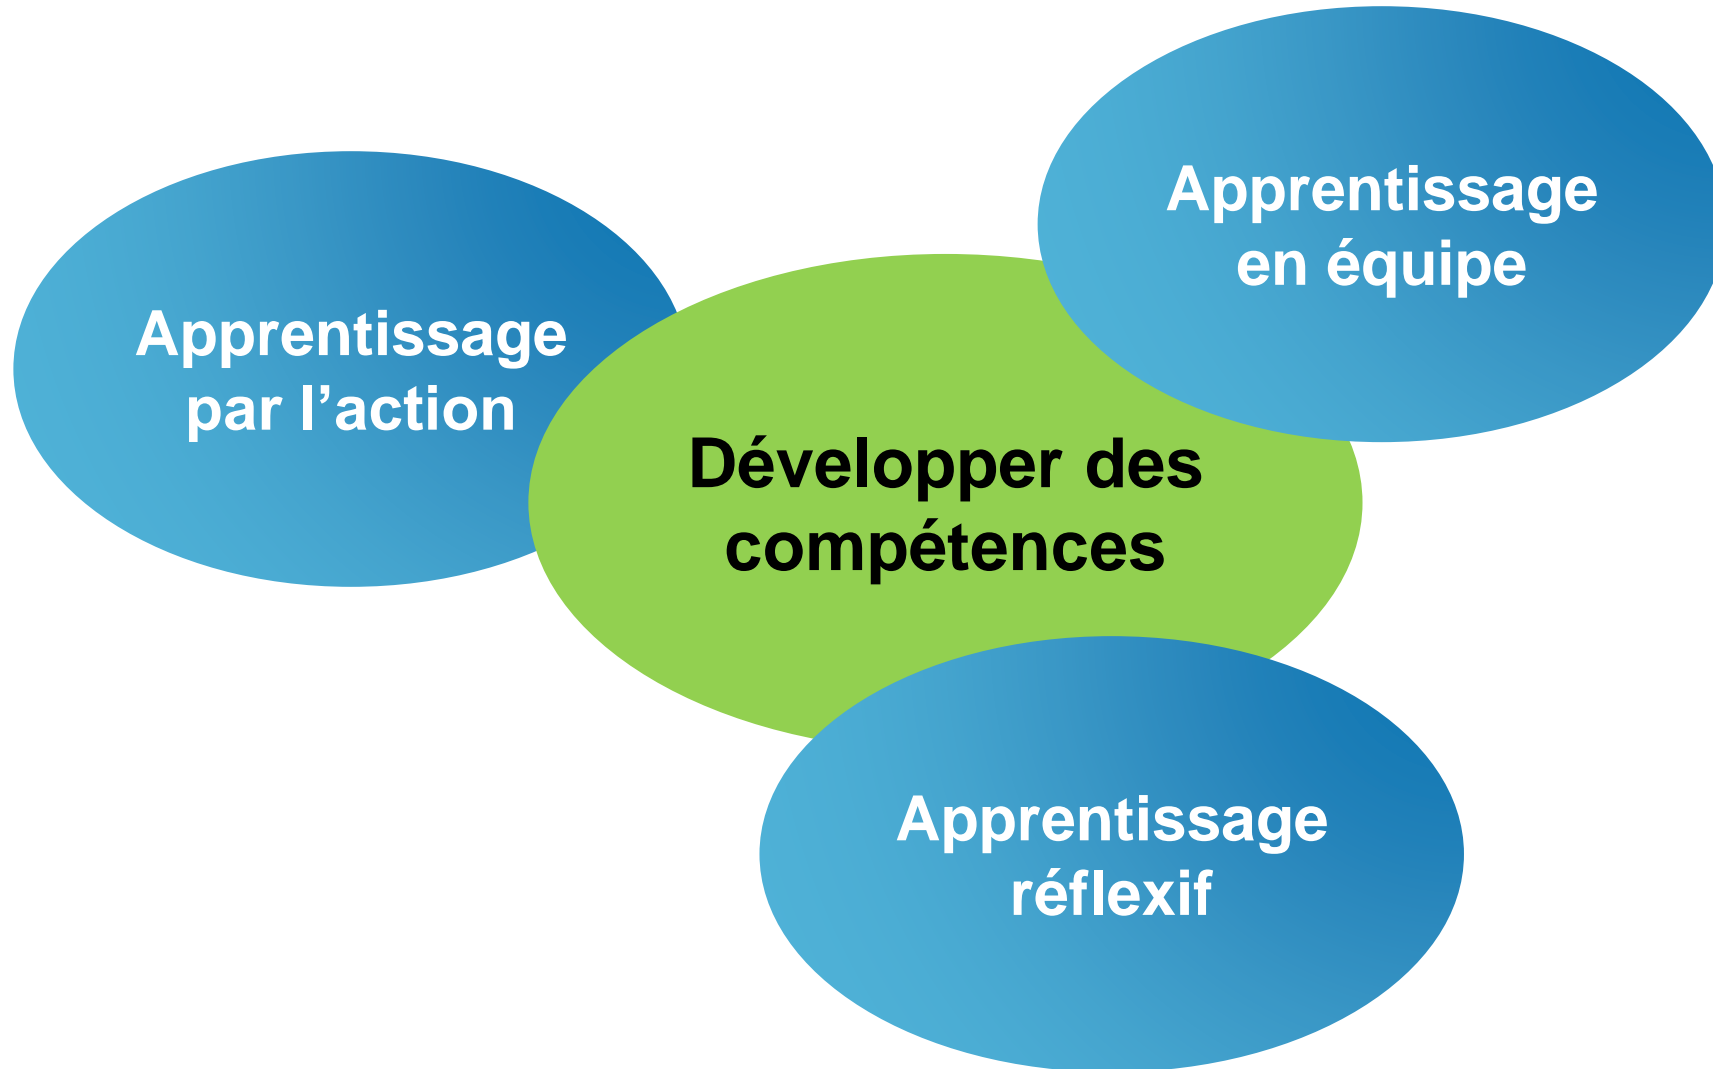 Apprentissage
en équipe
Apprentissage
par l’action
Développer des
compétences
Apprentissage
réflexif